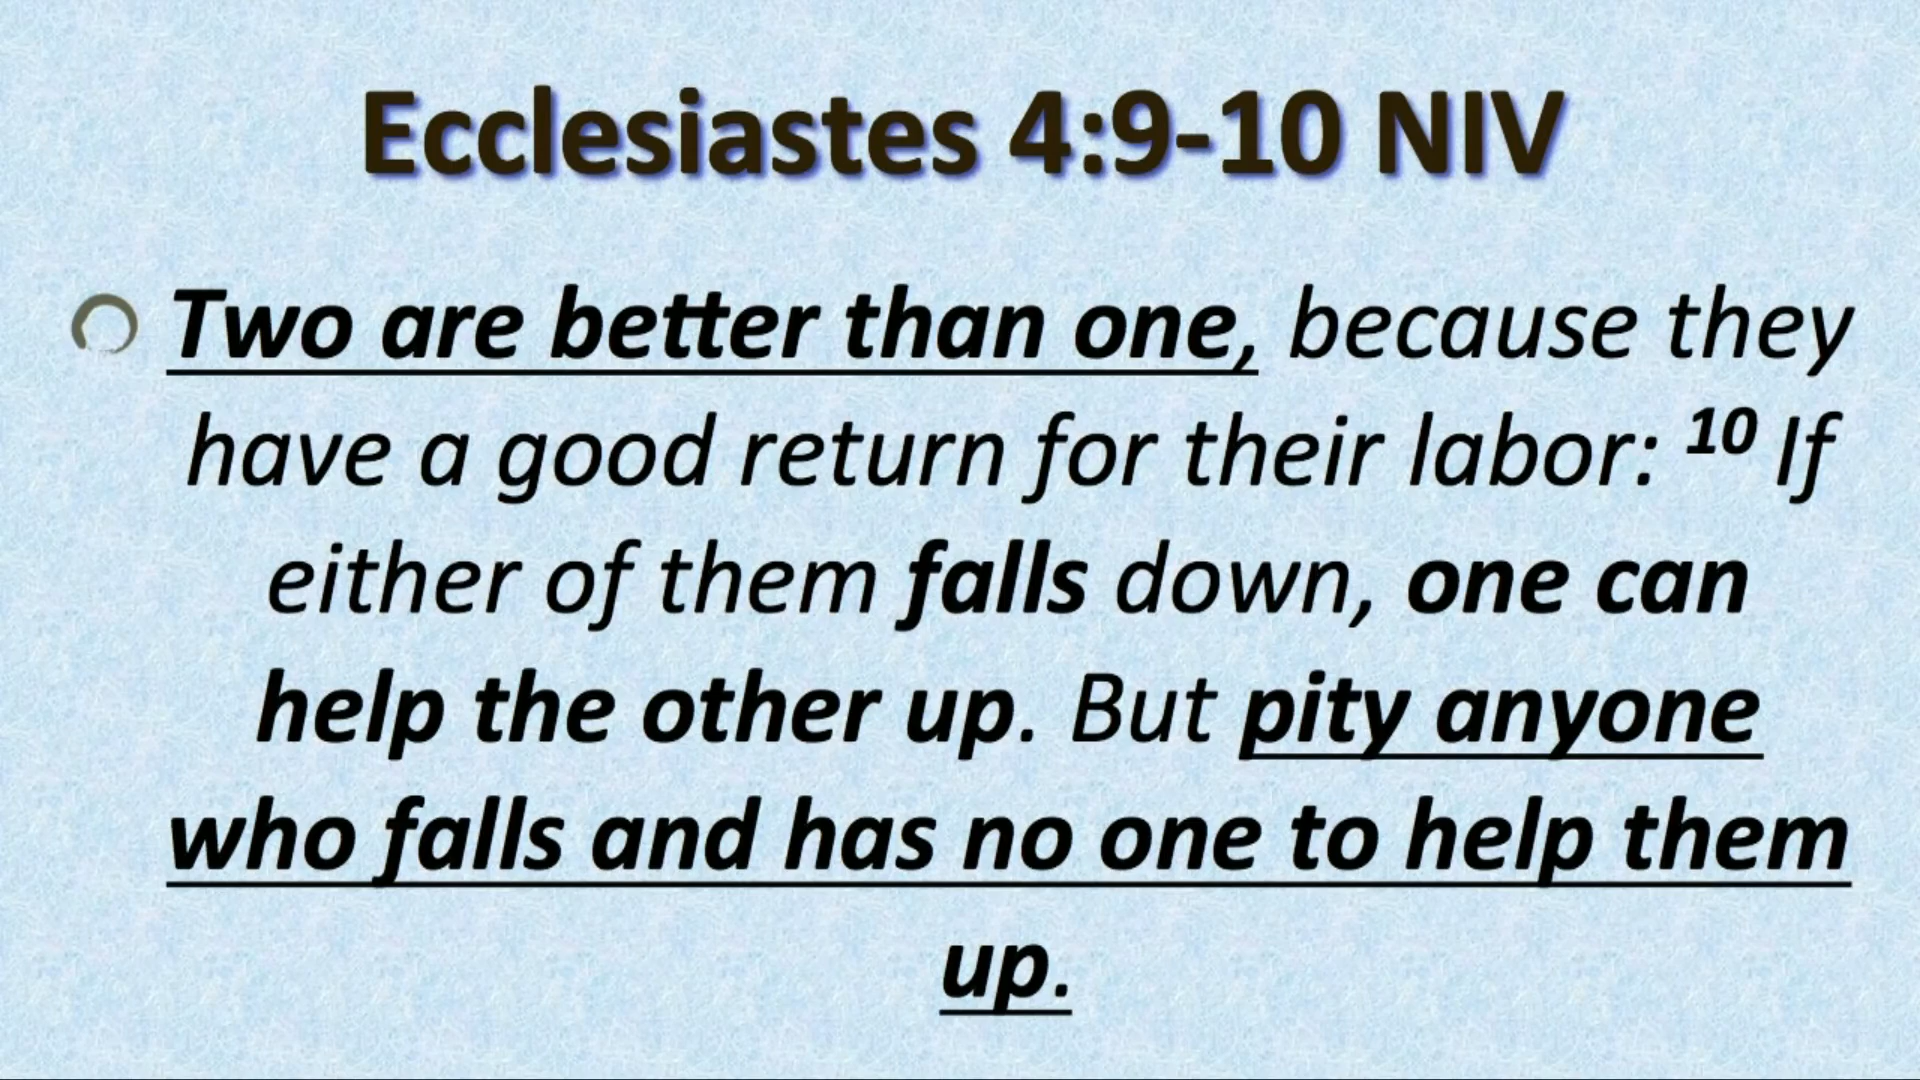 Ecclesiastes 4:9-10 NIV
Two are better than one, because they
have a good return for their labor: 10 If
either of them falls down, one can
help the other up. But pity anyone
who falls and has no one to help them
up.